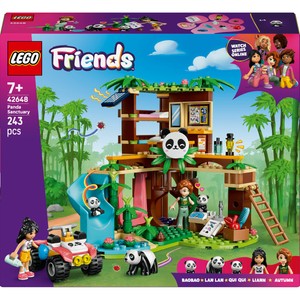 LEGO
Friends
WATCH
SERIES
ONLINE
7+
42648
Panda
Sanctuary
243
pcs
BAOBAO • LAN LAN • QUI QUI • LIANN • AUTUMN